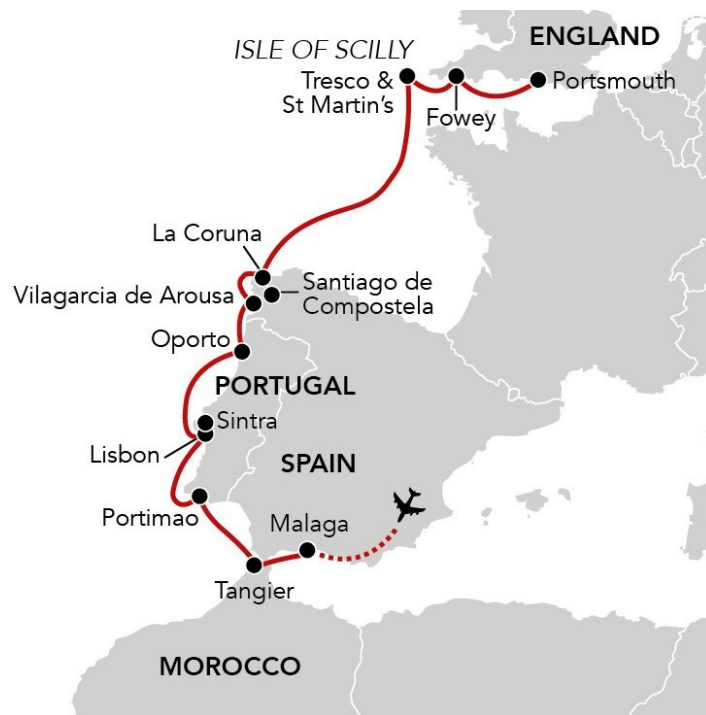 ISLE OF SCILLY
ENGLAND
Tresco &
St Martin's
Fowey
Portsmouth
La Coruna
Vilagarcia de Arousa
Santiago de
Compostela
Oporto
PORTUGAL
Sintra
Lisbon
SPAIN
Portimao
Malaga
Tangier
MOROCCO